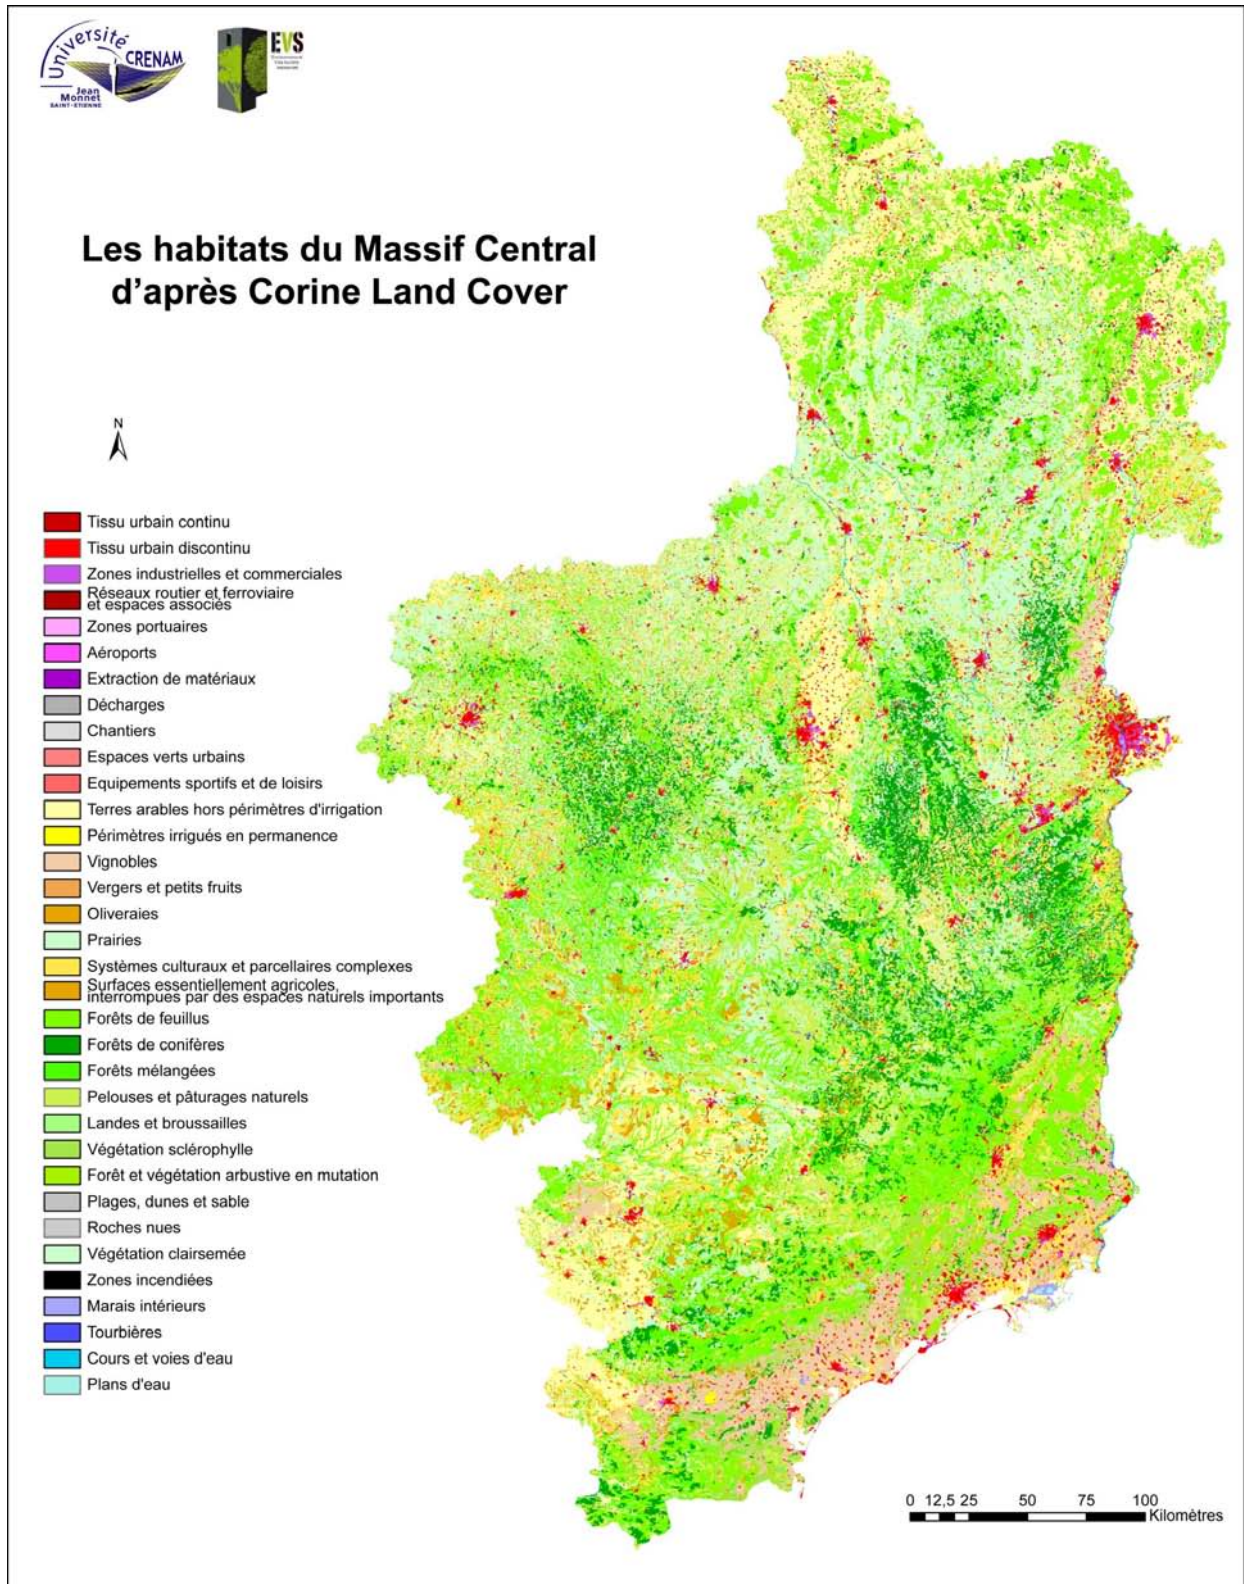 Université
CRENAM
Jean
Monnet
SAINT-ETIENNE
EVS
Les habitats du Massif Central
d'après Corine Land Cover
N
Tissu urbain continu
Tissu urbain discontinu
Zones industrielles et commerciales
Réseaux routier et ferroviaire
et espaces associés
Zones portuaires
Aéroports
Extraction de matériaux
Décharges
Chantiers
Espaces verts urbains
Equipements sportifs et de loisirs
Terres arables hors périmètres d'irrigation
Périmètres irrigués en permanence
Vignobles
Vergers et petits fruits
Oliveraies
Prairies
Systèmes culturaux et parcellaires complexes
Surfaces essentiellement agricoles,
interrompues par des espaces naturels importants
Forêts de feuillus
Forêts de conifères
Forêts mélangées
Pelouses et pâturages naturels
Landes et broussailles
Végétation sclérophylle
Forêt et végétation arbustive en mutation
Plages, dunes et sable
Roches nues
Végétation clairsemée
Zones incendiées
Marais intérieurs
Tourbières
Cours et voies d'eau
Plans d'eau
0 12,5 25 50 75 100
Kilomètres